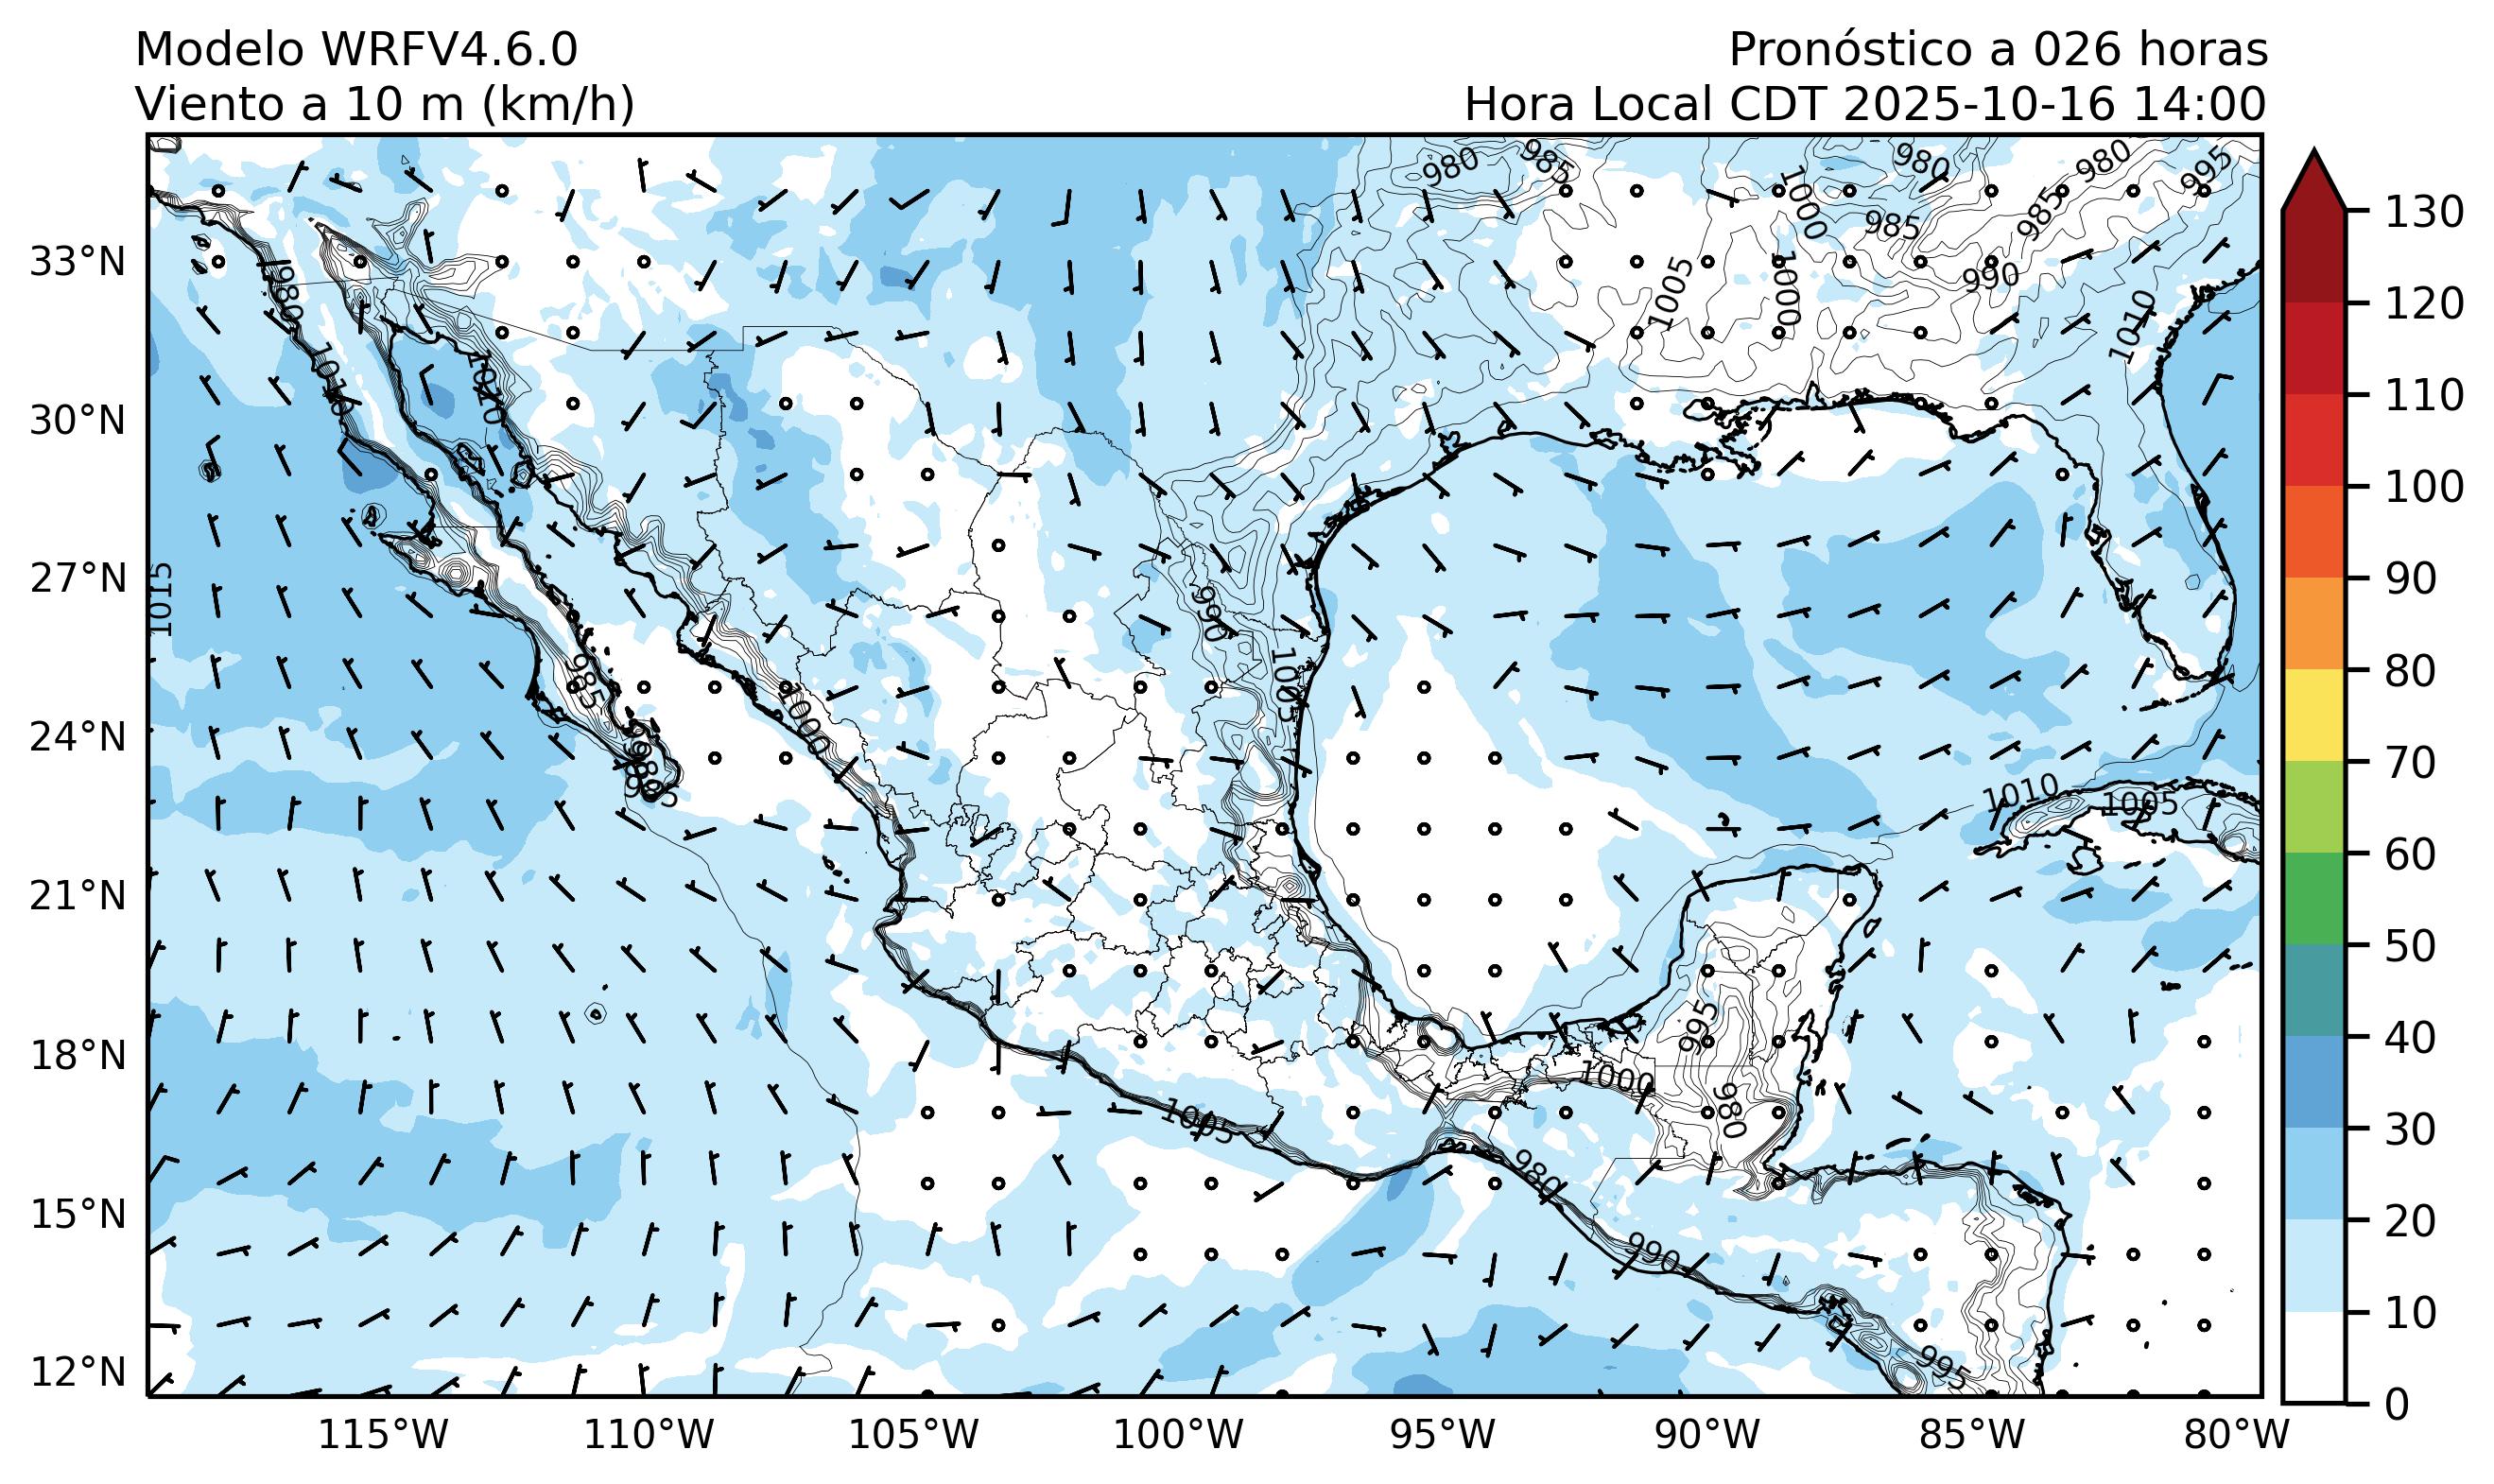 Modelo WRFV4.6.0
Pronóstico a 026 horas
Viento a 10 m (km/h)
Hora Local CDT 2025-10-16 14:00
980
985
980
980
995
1000
985
985
33°N
990
980
1005
1000
1010
1010
1010
30°N
27°N
1015
990
985
1005
24°N
1000
985
1010
1005
21°N
995
18°N
1000
980
1005
980
15°N
990
12°N
995
115°W
110°W
105°W
100°W
95°W
90°W
85°W
80°W
130
120
110
100
90
80
70
60
50
40
30
20
10
0